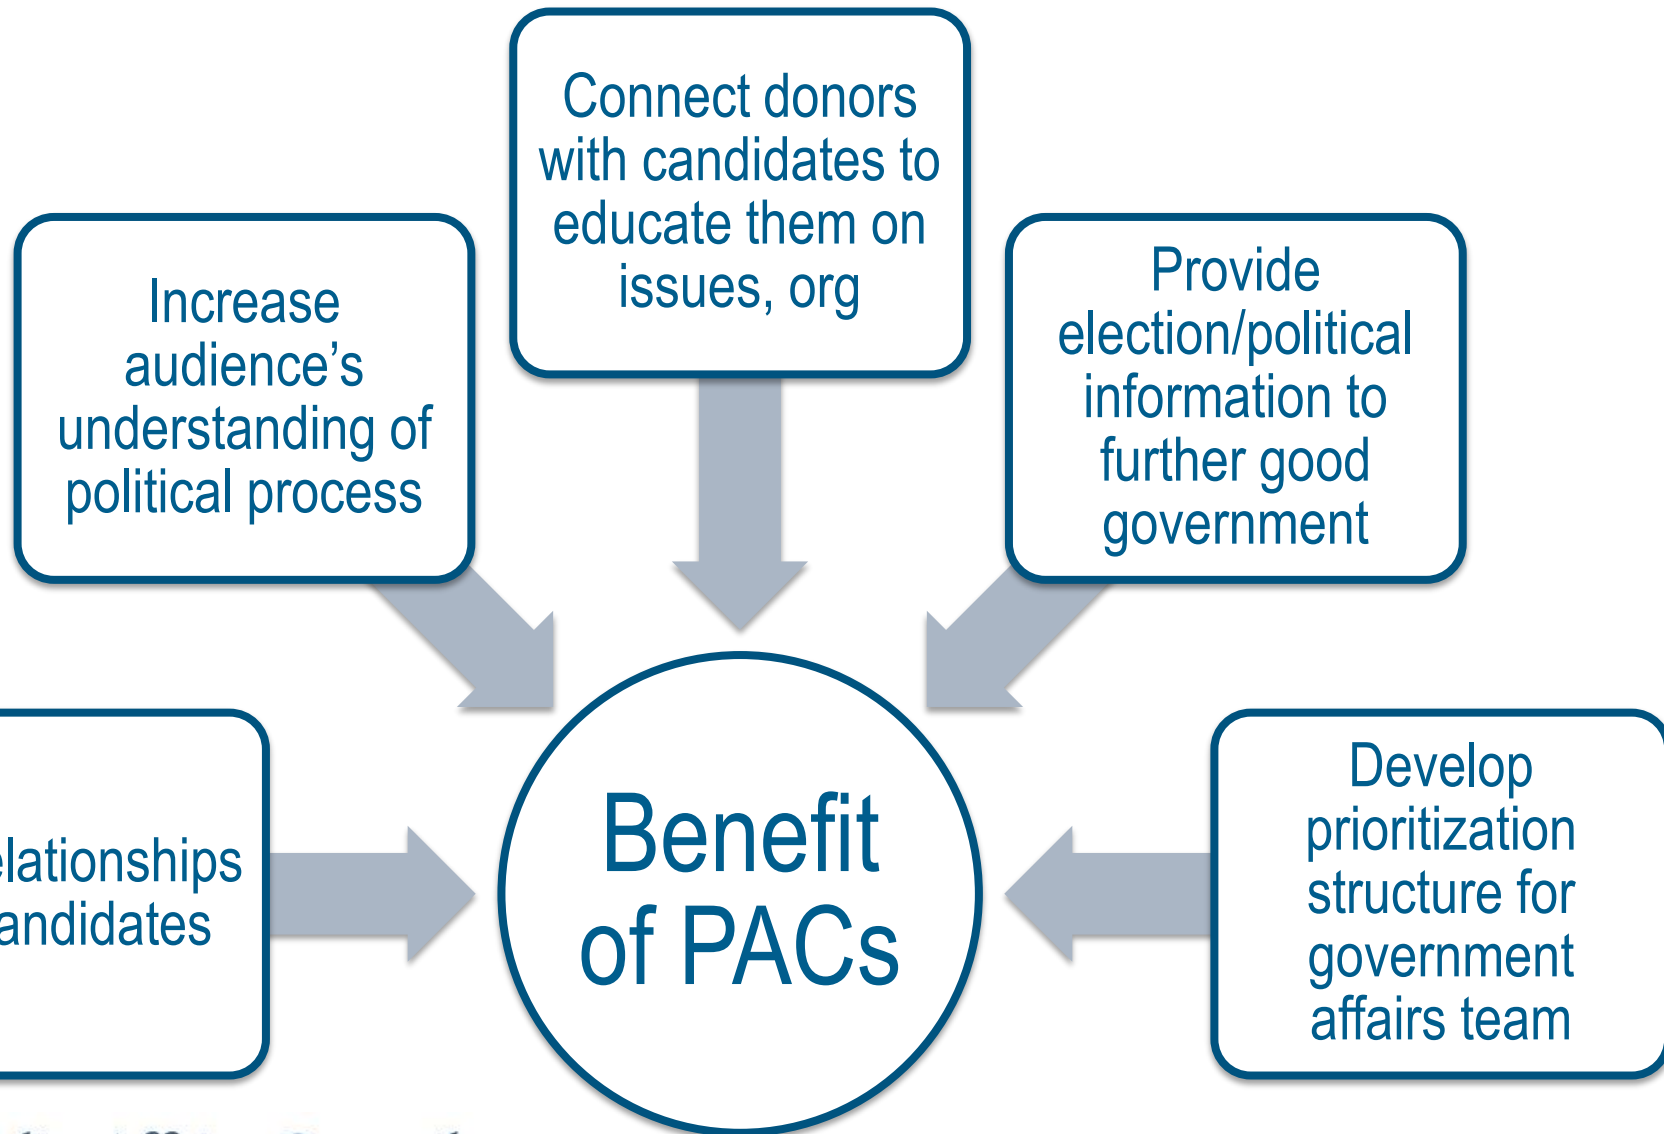 Connect donors
with candidates to
educate them on
issues, org
Increase
audience’s
understanding of
political process
Provide
election/political
information to
further good
government
andidates
Benefit
of PACs
Develop
prioritization
structure for
government
affairs team